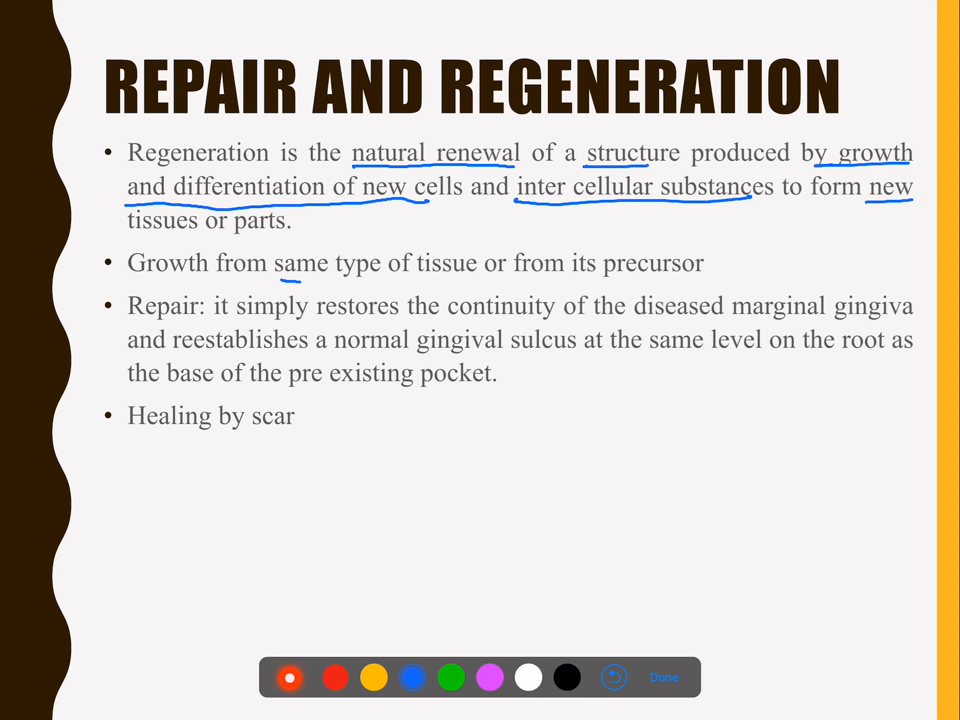 REPAIR AND REGENERATION
• Regeneration is the natural renewal of a structure produced by growth
and differentiation of new cells and inter cellular substances to form new
tissues or parts.
• Growth from same type of tissue or from its precursor
• Repair: it simply restores the continuity of the diseased marginal gingiva
and reestablishes a normal gingival sulcus at the same level on the root as
the base of the pre existing pocket.
• Healing by scar
Done